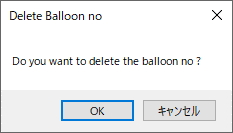 Delete Balloon no
Do you want to delete the balloon no ?
OK
キャンセル